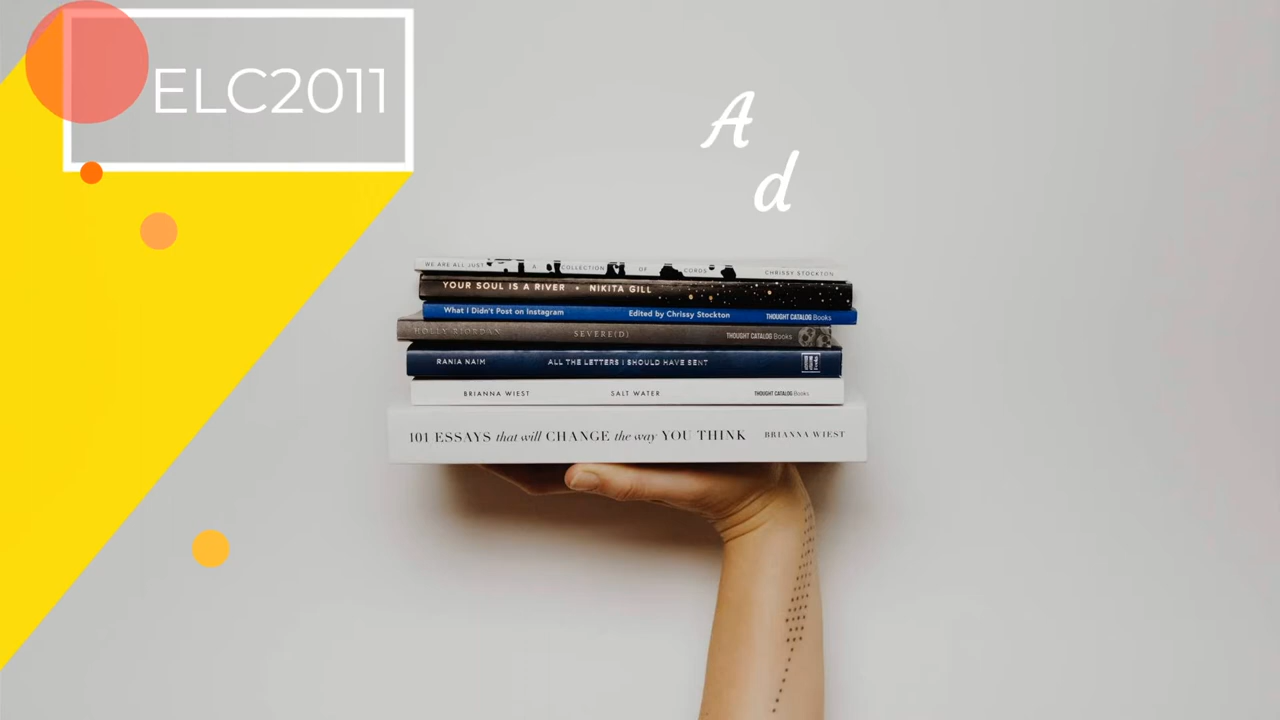 ELC2011
A
d
WE ARE ALL JUST A COLLECTION OF CORDS CHRISSY STOCKTON
YOUR SOUL IS A RIVER • NIKITA GILL
What I Didn't Post on Instagram Edited by Chrissy Stockton THOUGHT CATALOG Books
HOLLY RIORDAN SEVERE(D) THOUGHT CATALOG Books
RANIA NAIM ALL THE LETTERS I SHOULD HAVE SENT
BRIANNA WIEST SALT WATER THOUGHT CATALOG Books
101 ESSAYS that will CHANGE the way YOU THINK BRIANNA WIEST